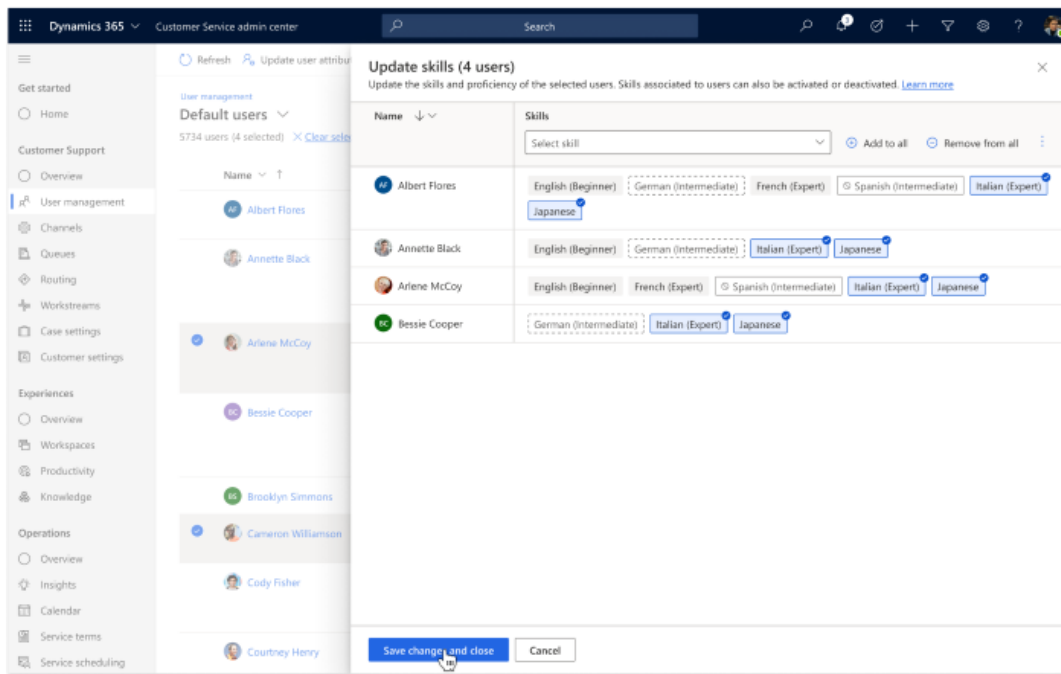 Dynamics 365 Customer Service admin center Search 3 ?
Get started
Home
Customer Support
Overview
User management
Channels
Queues
Routing
Workstreams
Case settings
Customer settings
Experiences
Overview
Workspaces
Productivity
Knowledge
Operations
Overview
Insights
Calendar
Service terms
Service scheduling
Refresh Update user attribu
User management
Default users
5734 users (4 selected) Clear sele
Name
AF Albert Flores
Annette Black
Arlene McCoy
BC Bessie Cooper
BS Brooklyn Simmons
Cameron Williamson
Cody Fisher
Courtney Henry
Update skills (4 users)
Update the skills and proficiency of the selected users. Skills associated to users can also be activated or deactivated. Learn more
Name Skills
Select skill Add to all Remove from all
AF Albert Flores English (Beginner) German (Intermediate) French (Expert) Spanish (Intermediate) Italian (Expert)
Japanese
Annette Black English (Beginner) German (Intermediate) Italian (Expert) Japanese
Arlene McCoy English (Beginner) French (Expert) Spanish (Intermediate) Italian (Expert) Japanese
BC Bessie Cooper German (Intermediate) Italian (Expert) Japanese
Save changes and close Cancel